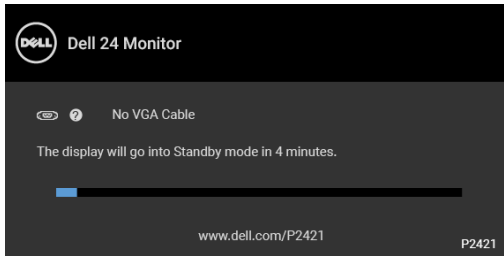 DELL Dell 24 Monitor
? No VGA Cable
The display will go into Standby mode in 4 minutes.
www.dell.com/P2421
P2421